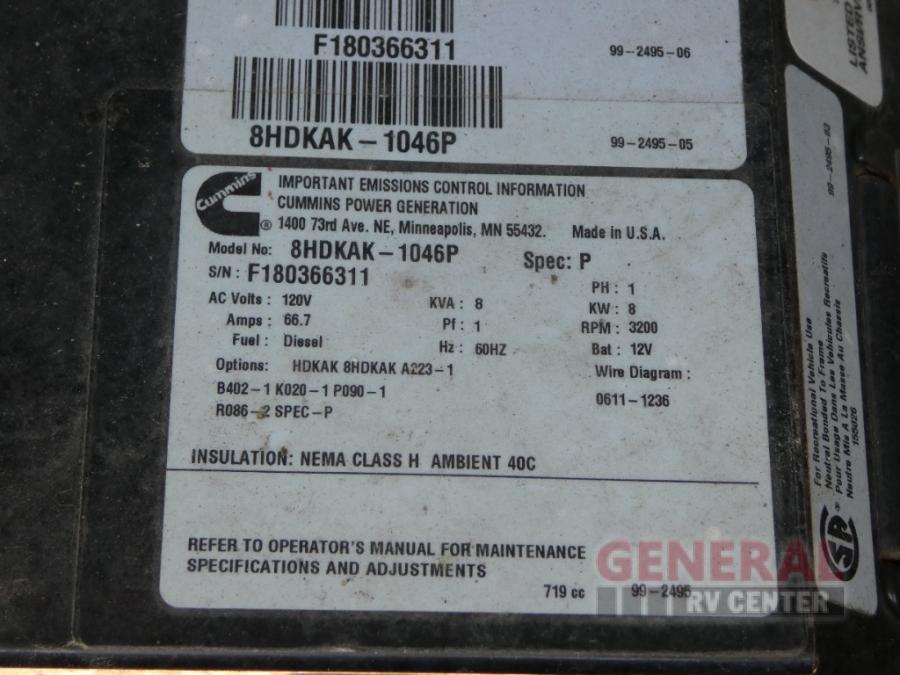 F180366311 99-2495-06
8HDKAK-1046P 99-2495-05
Cummins
IMPORTANT EMISSIONS CONTROL INFORMATION
CUMMINS POWER GENERATION
® 1400 73rd Ave. NE, Minneapolis, MN 55432. Made in U.S.A.
Model No: 8HDKAK-1046P Spec: P
S/N : F180366311
PH : 1
AC Volts : 120V KVA : 8 KW : 8
Amps : 66.7 Pf : 1 RPM : 3200
Fuel : Diesel Hz : 60HZ Bat : 12V
Options: HDKAK 8HDKAK A223-1 Wire Diagram :
B402-1 K020-1 P090-1 0611-1236
R086-2 SPEC-P
INSULATION: NEMA CLASS H AMBIENT 40C
REFER TO OPERATOR'S MANUAL FOR MAINTENANCE
SPECIFICATIONS AND ADJUSTMENTS
719 cc 99-2495
LISTED
99-2495-03
For Recreational Vehicle Use
Neutral Bonded To Frame
Pour Usage Dans Les Vehicules Recreatife
Neutre Mis A La Masse Au Chassis
155026
SA ®
GENERAL
RV CENTER